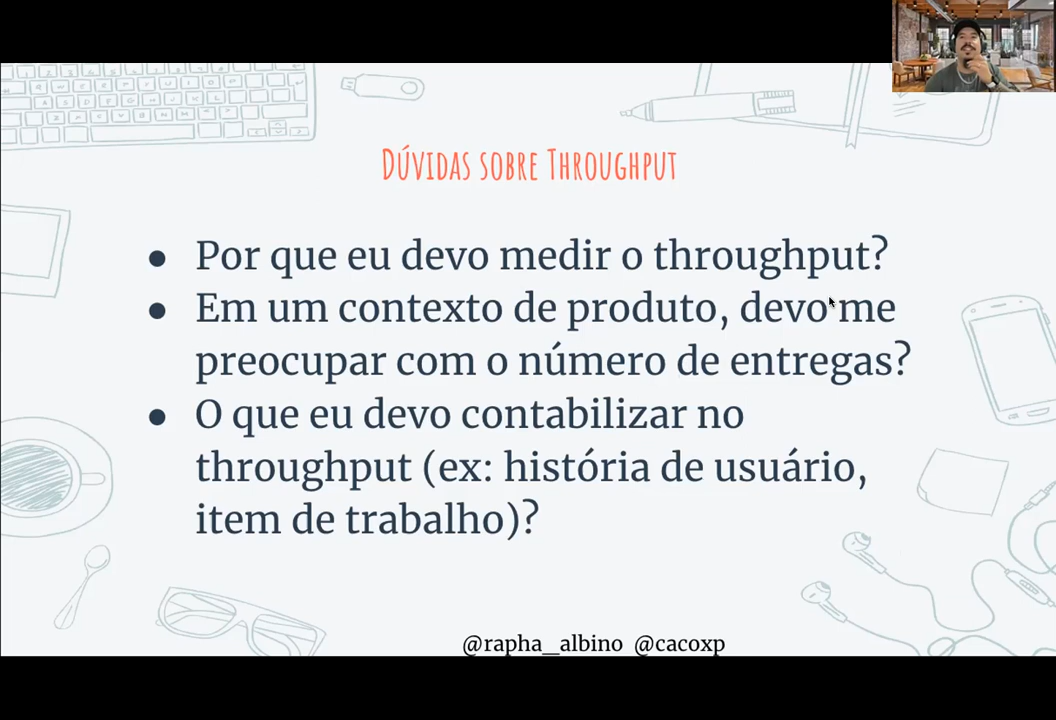 Dúvidas sobre Throughput
● Por que eu devo medir o throughput?
● Em um contexto de produto, devo me
preocupar com o número de entregas?
● O que eu devo contabilizar no
throughput (ex: história de usuário,
item de trabalho)?
@rapha_albino @cacoxp